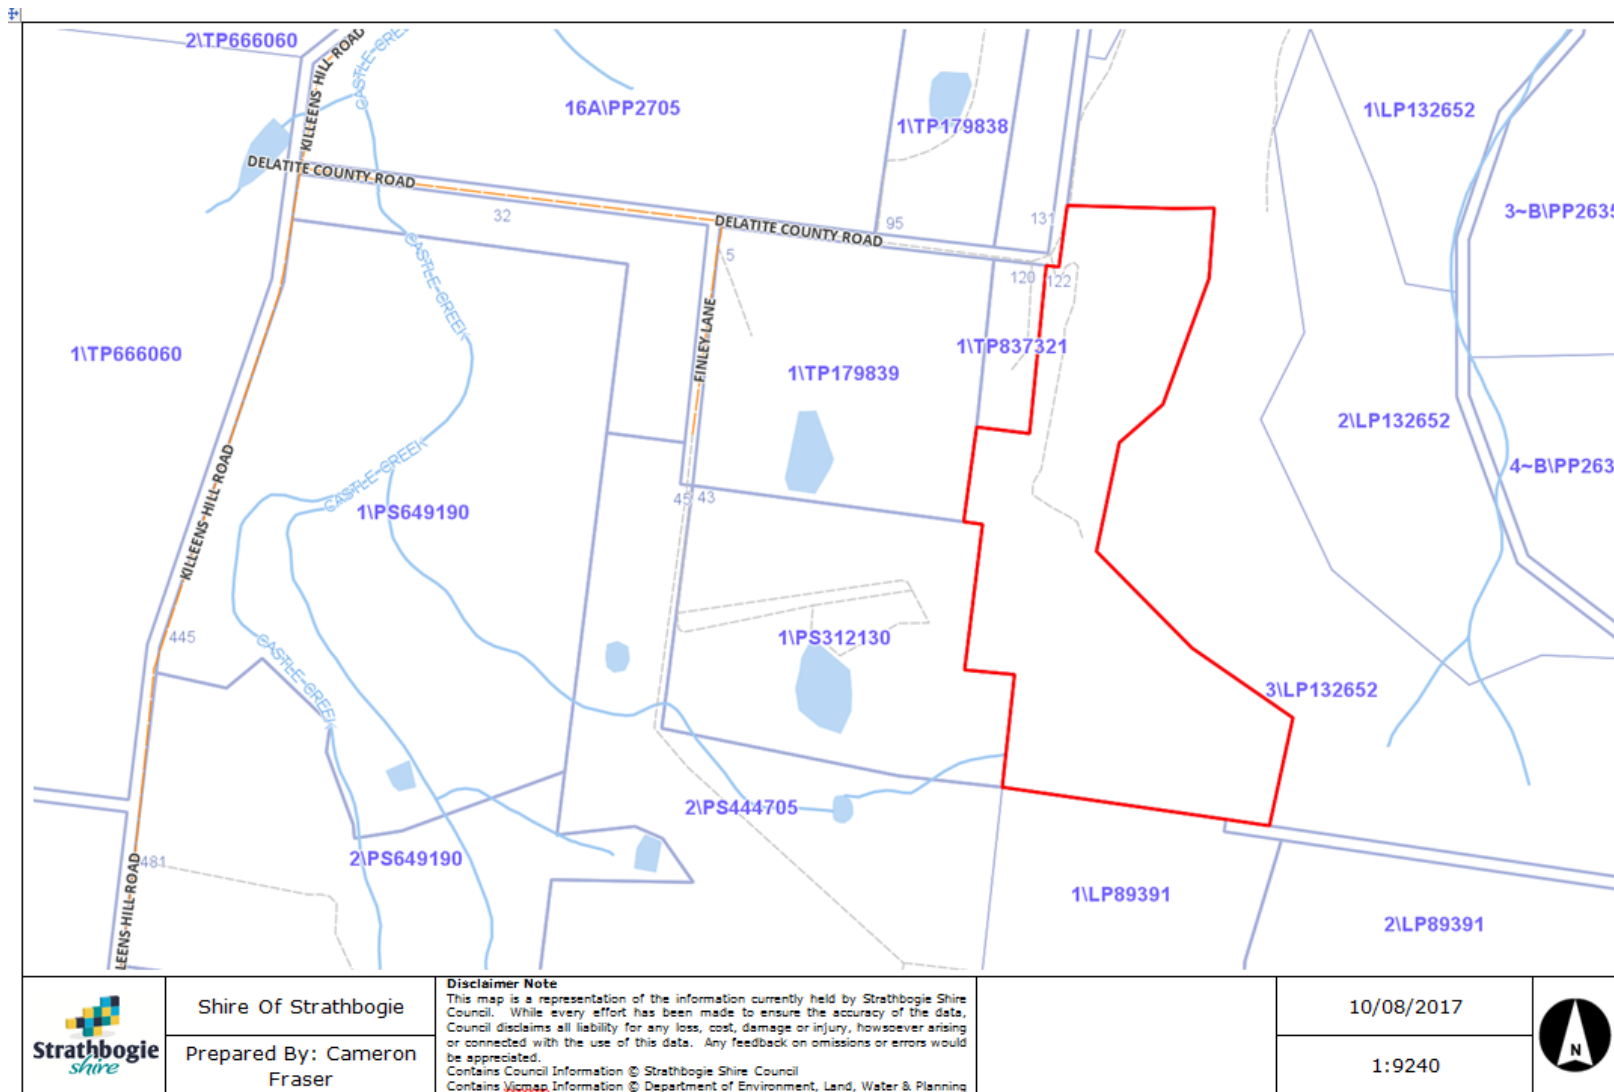 2\TP666060
KILLEENS HILL ROAD
CASTLE-CREEK
16A\PP2705
1\TP179838
1\LP132652
DELATITE COUNTY ROAD
3~B\PP2635
32
DELATITE COUNTY ROAD
95
131
5
CASTLE-CREEK
120
122
FINLEY LANE
1\TP666060
1\TP179839
1\TP837321
2\LP132652
KILLEENS-HILL-ROAD
CASTLE-CREEK
1\PS649190
45
43
4~B\PP263
445
CASTLE-CREEK
1\PS312130
3\LP132652
2\PS444705
2\PS649190
481
LEENS-HILL-ROAD
1\LP89391
2\LP89391
Strathbogie
shire
Shire Of Strathbogie
Prepared By: Cameron
Fraser
Disclaimer Note
This map is a representation of the information currently held by Strathbogie Shire
Council. While every effort has been made to ensure the accuracy of the data,
Council disclaims all liability for any loss, cost, damage or injury, howsoever arising
or connected with the use of this data. Any feedback on omissions or errors would
be appreciated.
Contains Council Information © Strathbogie Shire Council
Contains Vicmap Information © Department of Environment, Land, Water & Planning
10/08/2017
1:9240
N